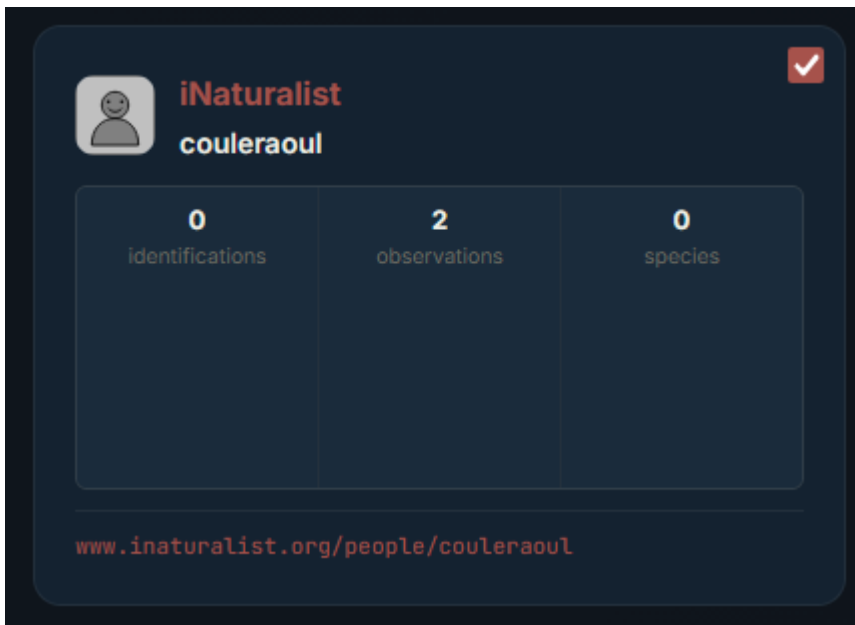 iNaturalist
couleraoul
0 2 0
identifications observations species
www.inaturalist.org/people/couleraoul